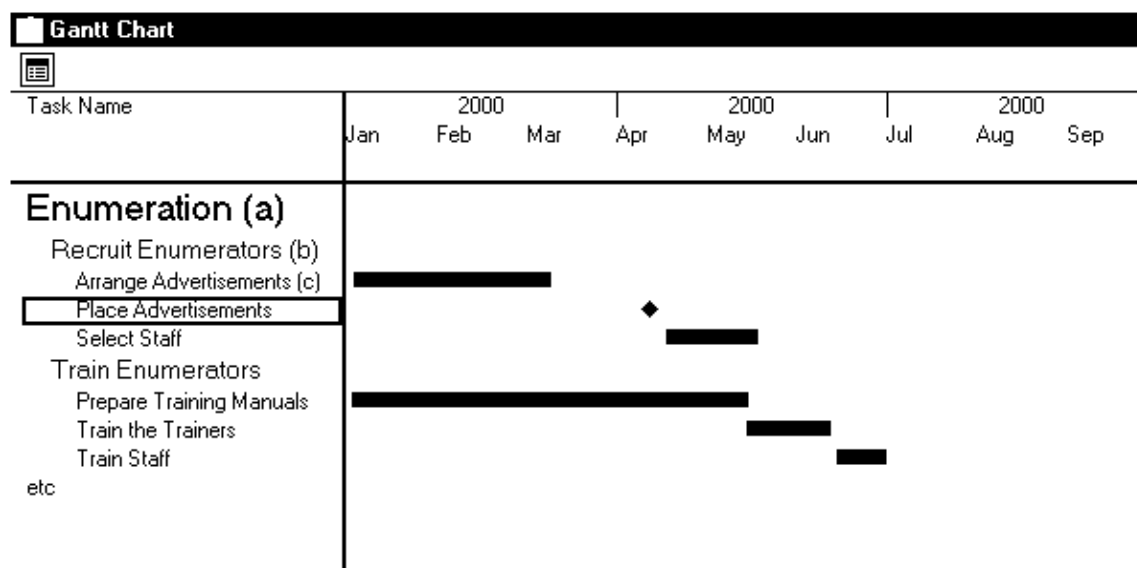 Gantt Chart
Task Name 2000 2000 2000
Jan Feb Mar Apr May Jun Jul Aug Sep
Enumeration (a)
Recruit Enumerators (b)
Arrange Advertisements (c)
Place Advertisements
Select Staff
Train Enumerators
Prepare Training Manuals
Train the Trainers
Train Staff
etc